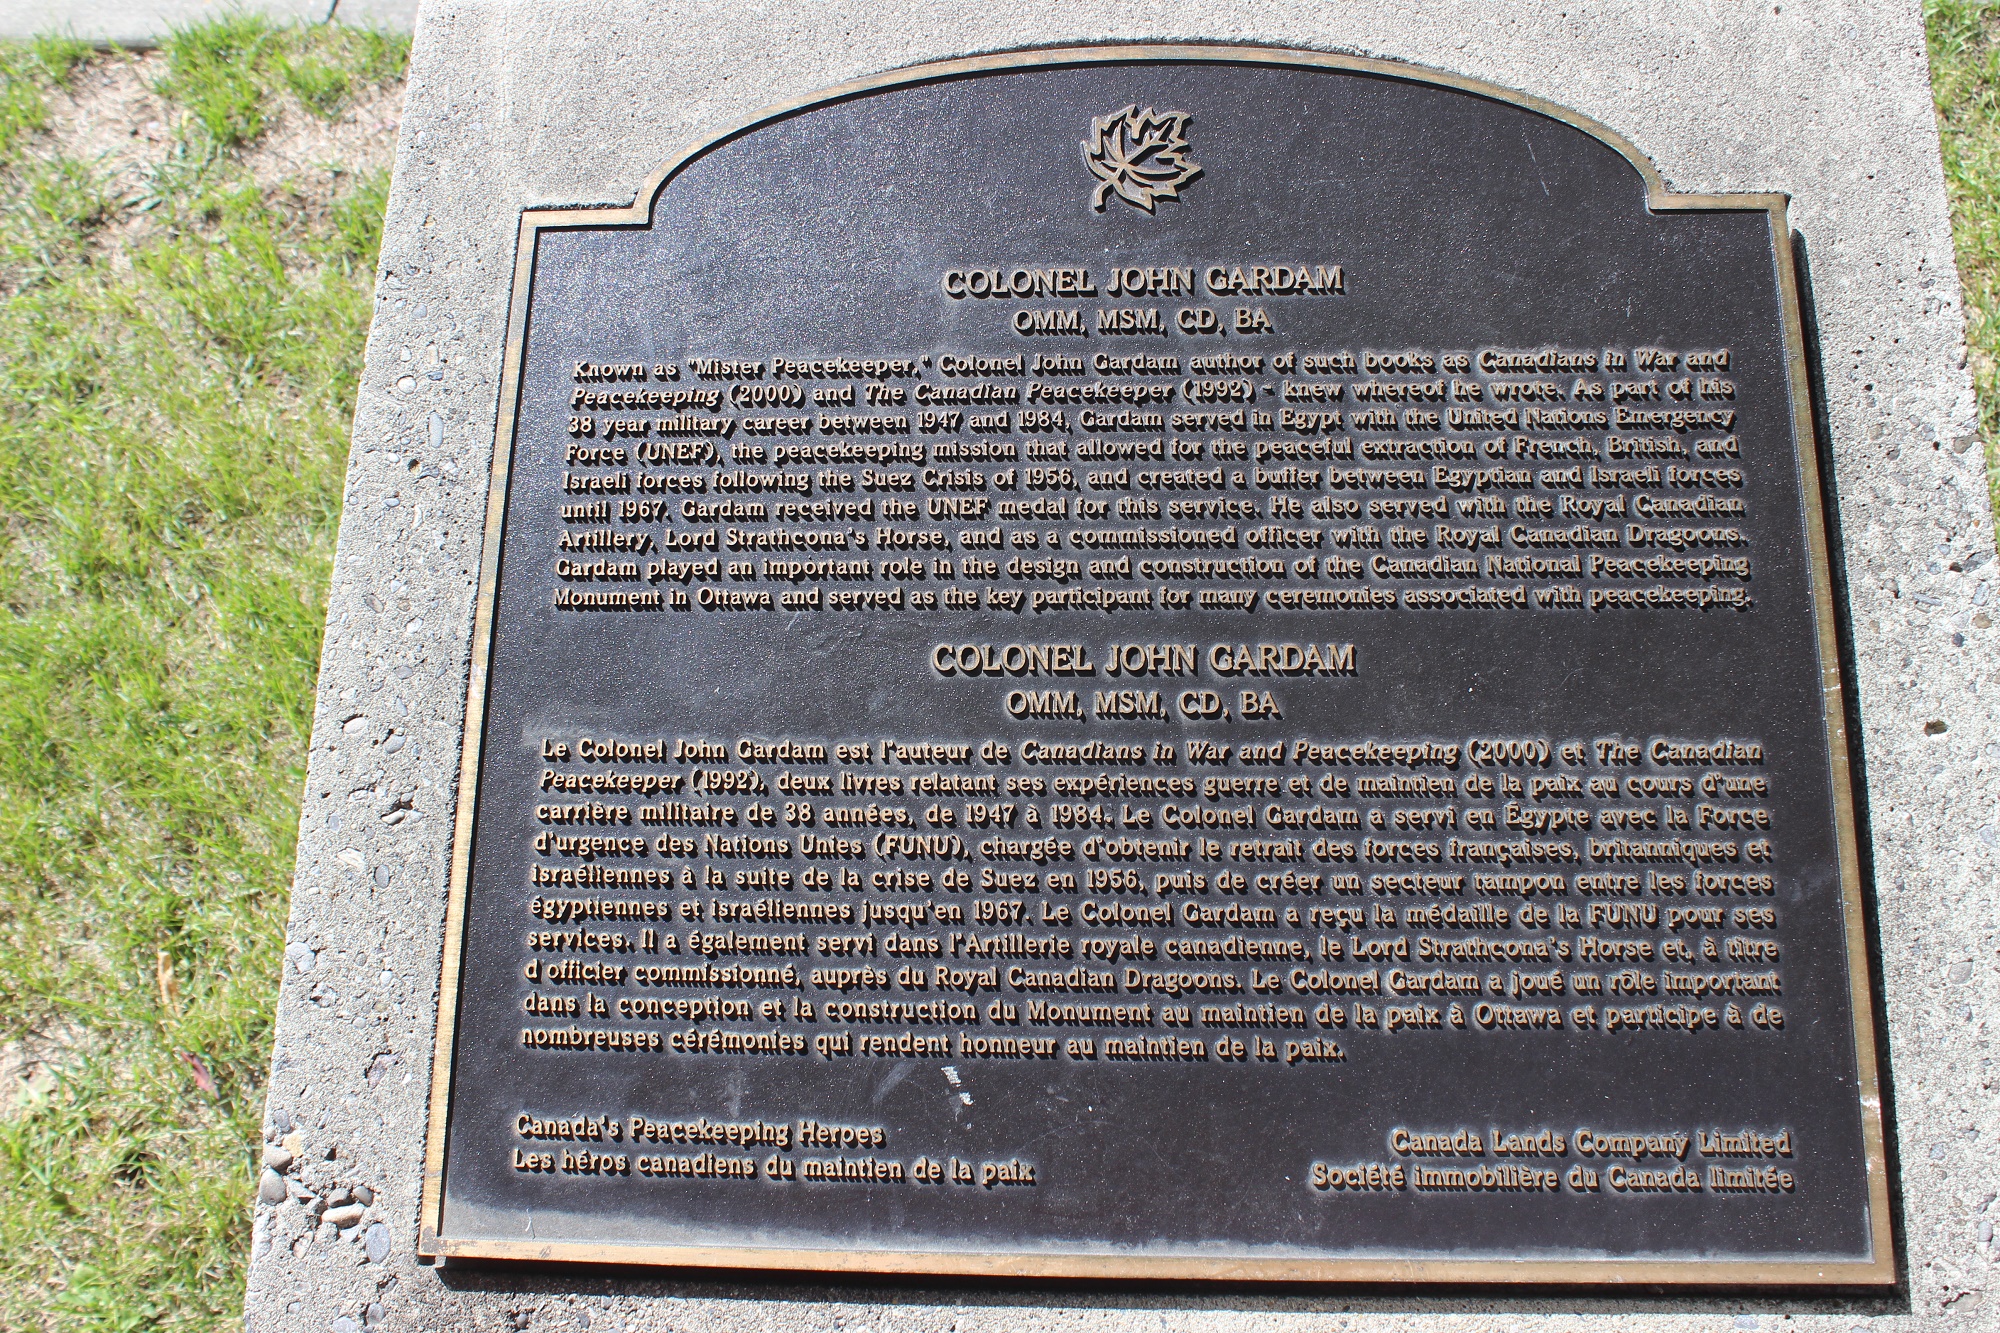 COLONEL JOHN GARDAM
OMM, MSM, CD, BA
Known as "Mister Peacekeeper," Colonel John Gardam author of such books as Canadians in War and
Peacekeeping (2000) and The Canadian Peacekeeper (1992) - knew whereof he wrote. As part of his
38 year military career between 1947 and 1984, Gardam served in Egypt with the United Nations Emergency
Force (UNEF), the peacekeeping mission that allowed for the peaceful extraction of French, British, and
Israeli forces following the Suez Crisis of 1956, and created a buffer between Egyptian and Israeli forces
until 1967. Gardam received the UNEF medal for this service. He also served with the Royal Canadian
Artillery, Lord Strathcona's Horse, and as a commissioned officer with the Royal Canadian Dragoons.
Gardam played an important role in the design and construction of the Canadian National Peacekeeping
Monument in Ottawa and served as the key participant for many ceremonies associated with peacekeeping.
COLONEL JOHN GARDAM
OMM, MSM, CD, BA
Le Colonel John Gardam est l'auteur de Canadians in War and Peacekeeping (2000) et The Canadian
Peacekeeper (1992), deux livres relatant ses expériences guerre et de maintien de la paix au cours d'une
carrière militaire de 38 années, de 1947 à 1984. Le Colonel Gardam a servi en Égypte avec la Force
d'urgence des Nations Unies (FUNU), chargée d'obtenir le retrait des forces françaises, britanniques et
israéliennes à la suite de la crise de Suez en 1956, puis de créer un secteur tampon entre les forces
égyptiennes et israéliennes jusqu'en 1967. Le Colonel Gardam a reçu la médaille de la FUNU pour ses
services. Il a également servi dans l'Artillerie royale canadienne, le Lord Strathcona's Horse et, à titre
d'officier commissionné, auprès du Royal Canadian Dragoons. Le Colonel Gardam a joué un rôle important
dans la conception et la construction du Monument au maintien de la paix à Ottawa et participe à de
nombreuses cérémonies qui rendent honneur au maintien de la paix.
Canada's Peacekeeping Heroes
Les héros canadiens du maintien de la paix
Canada Lands Company Limited
Société immobilière du Canada limitée